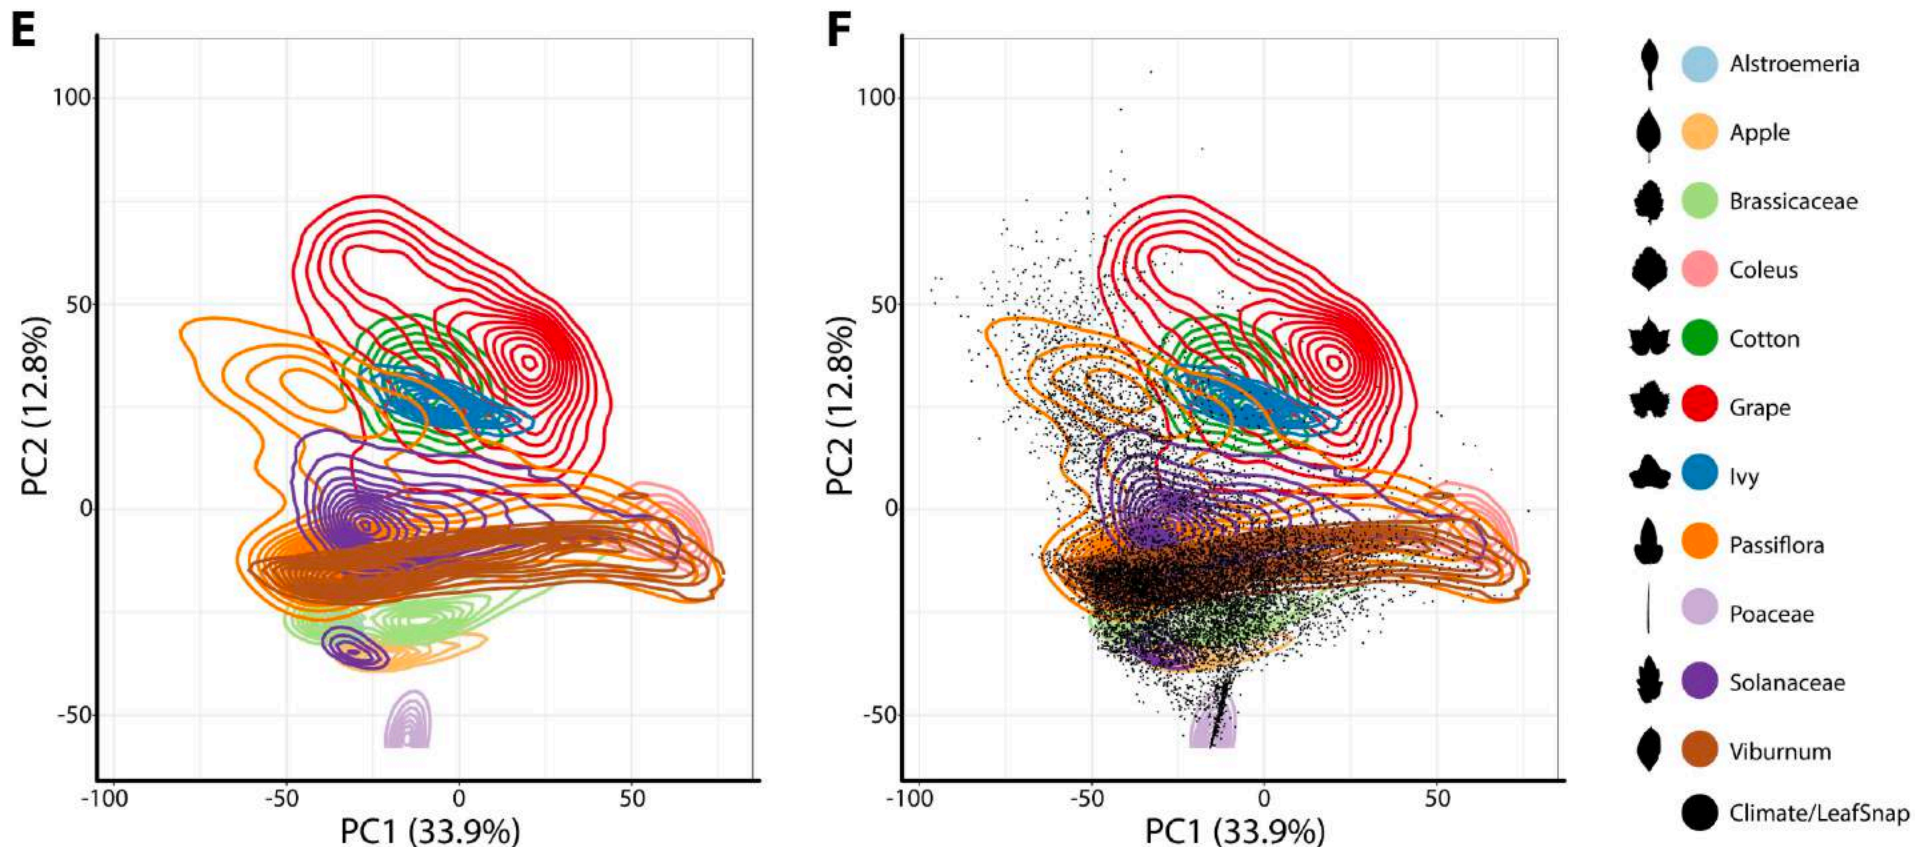 E
100
50
0
-50
-100
-50
0
50
PC2 (12.8%)
PC1 (33.9%)
F
100
50
0
-50
-100
-50
0
50
PC2 (12.8%)
PC1 (33.9%)
Alstroemeria
Apple
Brassicaceae
Coleus
Cotton
Grape
Ivy
Passiflora
Poaceae
Solanaceae
Viburnum
Climate/LeafSnap